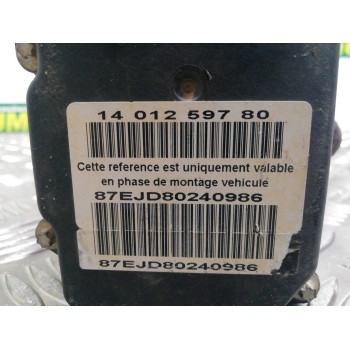 14 012 597 80
Cette reference est uniquement valable
en phase de montage vehicule
87EJD80240986
87EJD80240986